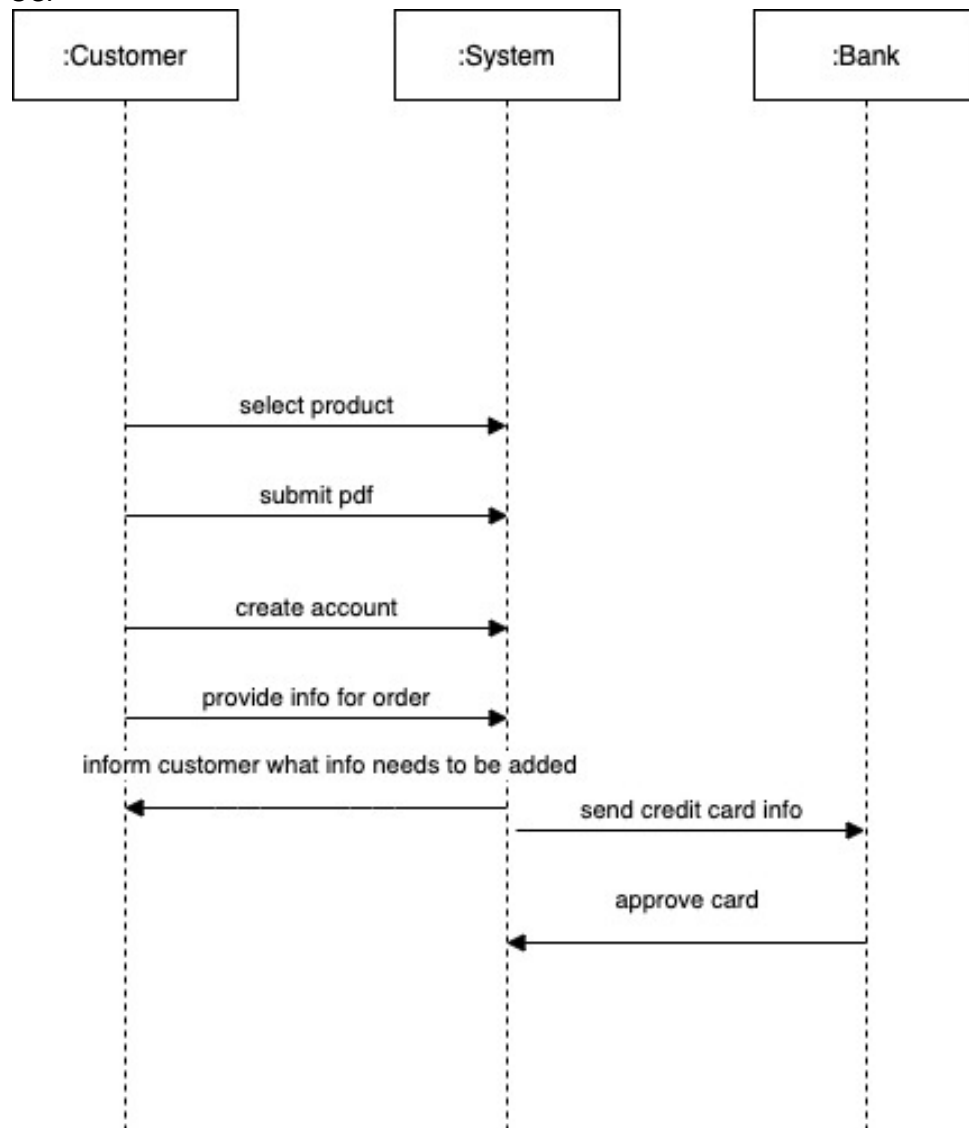 :Customer
:System
:Bank
select product
submit pdf
create account
provide info for order
inform customer what info needs to be added
send credit card info
approve card